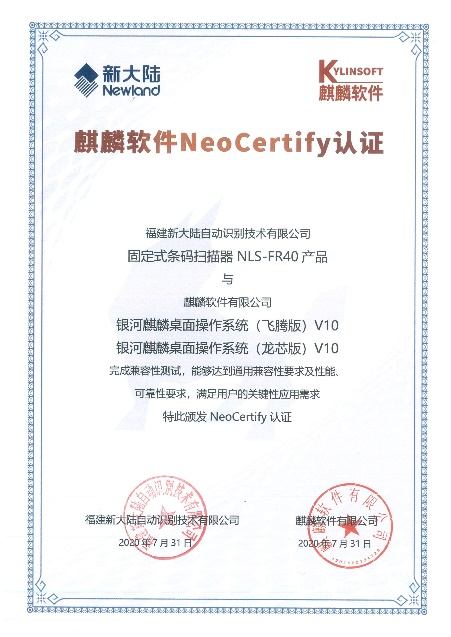 新大陆
Newland
KYLINSOFT
麒麟软件
麒麟软件NeoCertify认证
福建新大陆自动识别技术有限公司
固定式条码扫描器 NLS-FR40 产品
与
麒麟软件有限公司
银河麒麟桌面操作系统（飞腾版）V10
银河麒麟桌面操作系统（龙芯版）V10
完成兼容性测试，能够达到通用兼容性要求及性能、
可靠性要求，满足用户的关键性应用需求
特此颁发 NeoCertify 认证
福建新大陆自动识别技术有限公司
麒麟软件有限公司
2020 年 7 月 31 日
2020 年 7 月 31 日
麒麟软件有限公司